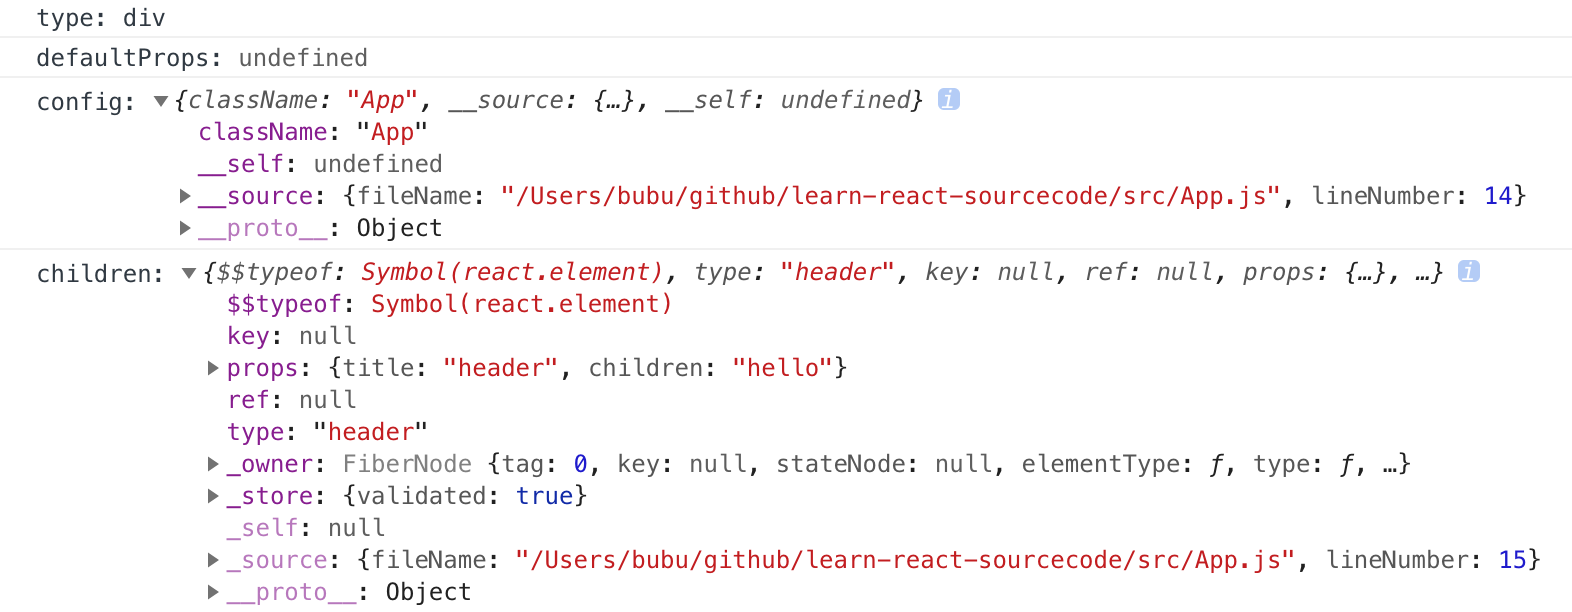 type: div
defaultProps: undefined
config: ▼{className: "App", __source: {…}, __self: undefined} i
className: "App"
__self: undefined
▶__source: {fileName: "/Users/bubu/github/learn-react-sourcecode/src/App.js", lineNumber: 14}
▶__proto__: Object
children: ▼{$$typeof: Symbol(react.element), type: "header", key: null, ref: null, props: {…}, …} i
$$typeof: Symbol(react.element)
key: null
▶props: {title: "header", children: "hello"}
ref: null
type: "header"
▶_owner: FiberNode {tag: 0, key: null, stateNode: null, elementType: ƒ, type: ƒ, …}
▶_store: {validated: true}
_self: null
▶_source: {fileName: "/Users/bubu/github/learn-react-sourcecode/src/App.js", lineNumber: 15}
▶__proto__: Object